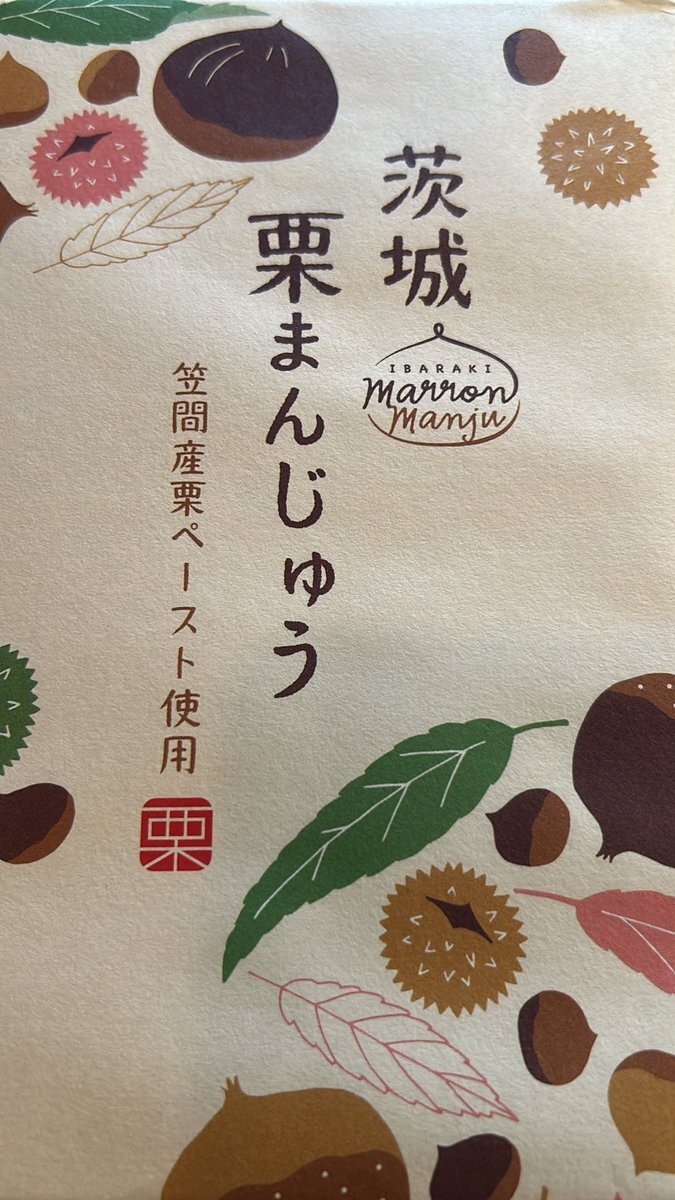 茨城
IBARAKI
Marron
Manju
栗まんじゅう
笠間産栗ペースト使用
栗